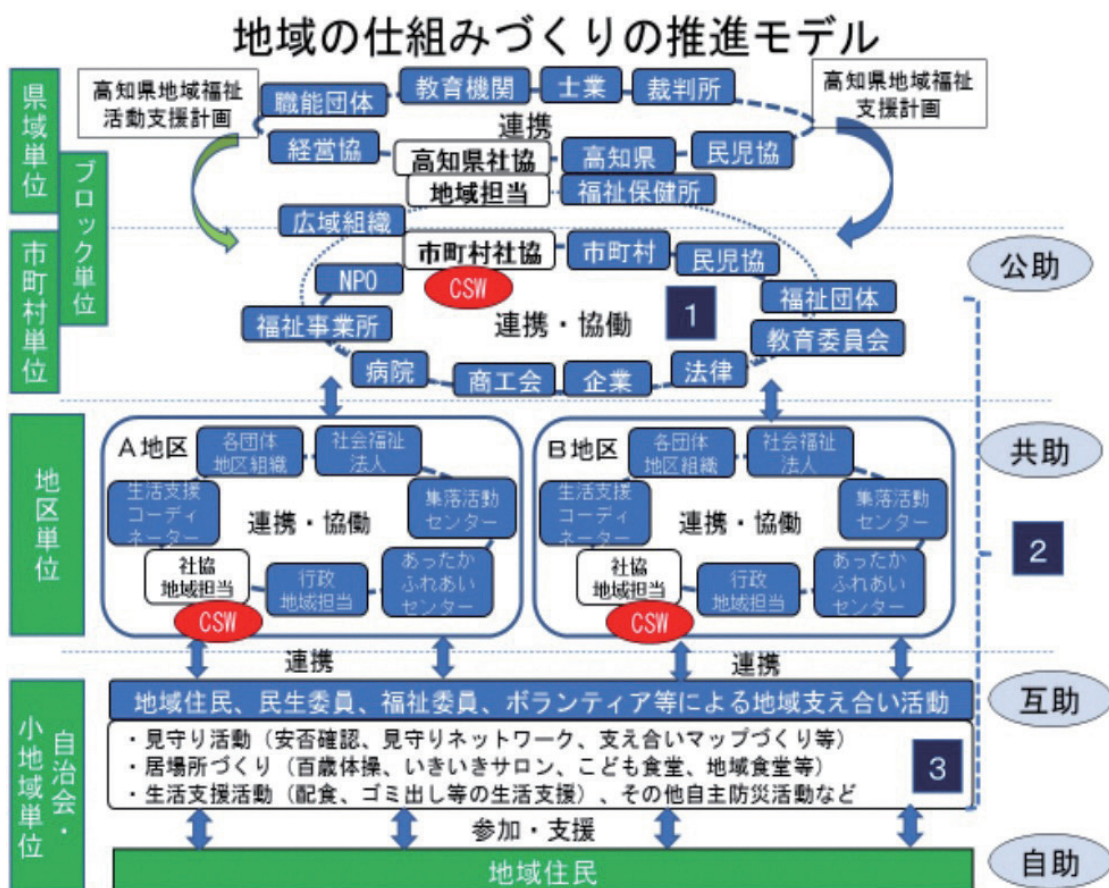 地域の仕組みづくりの推進モデル
県域単位
ブロック単位
市町村単位
地区単位
自治会・
小地域単位
高知県地域福祉
活動支援計画
職能団体
教育機関
士業
裁判所
高知県地域福祉
支援計画
連携
経営協
高知県社協
高知県
民児協
地域担当
福祉保健所
広域組織
市町村社協
市町村
民児協
公助
NPO
CSW
福祉団体
福祉事業所
連携・協働
1
教育委員会
病院
商工会
企業
法律
A地区
各団体
地区組織
社会福祉
法人
生活支援
コーディ
ネーター
連携・協働
集落活動
センター
社協
地域担当
行政
地域担当
あったか
ふれあい
センター
CSW
B地区
各団体
地区組織
社会福祉
法人
生活支援
コーディ
ネーター
連携・協働
集落活動
センター
社協
地域担当
行政
地域担当
あったか
ふれあい
センター
CSW
共助
2
連携
連携
地域住民、民生委員、福祉委員、ボランティア等による地域支え合い活動
互助
・見守り活動（安否確認、見守りネットワーク、支え合いマップづくり等）
・居場所づくり（百歳体操、いきいきサロン、こども食堂、地域食堂等）
・生活支援活動（配食、ゴミ出し等の生活支援）、その他自主防災活動など
3
参加・支援
地域住民
自助